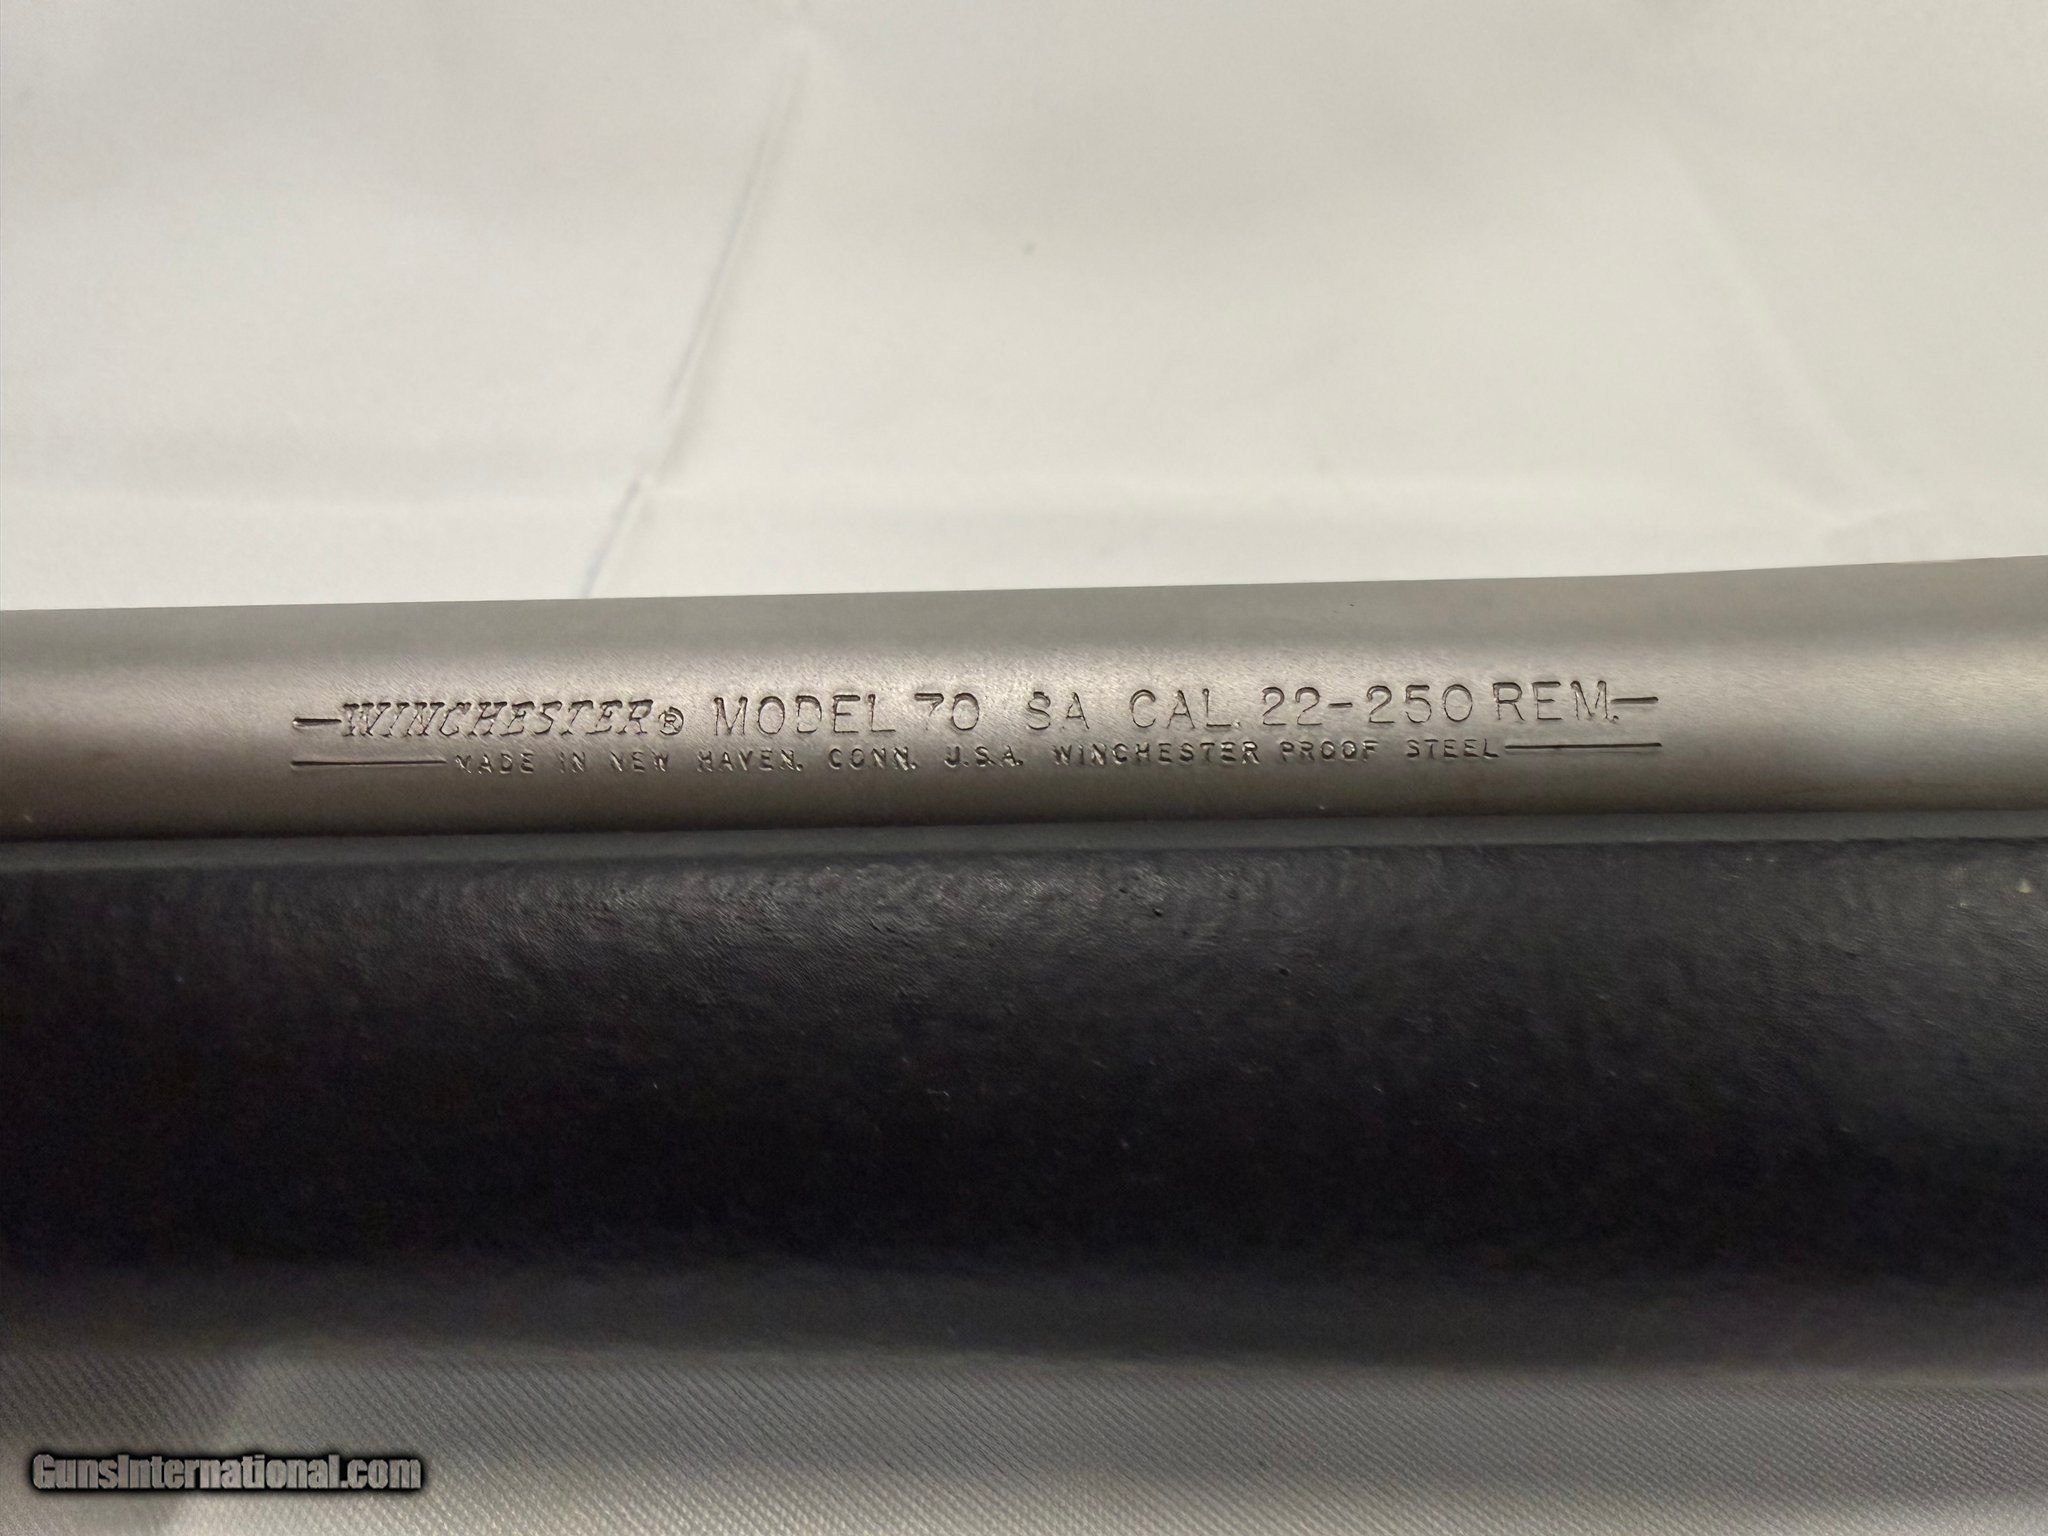 WINCHESTER® MODEL 70 SA CAL. 22-250 REM.
MADE IN NEW HAVEN, CONN. U.S.A. WINCHESTER PROOF STEEL
GunsInternational.com